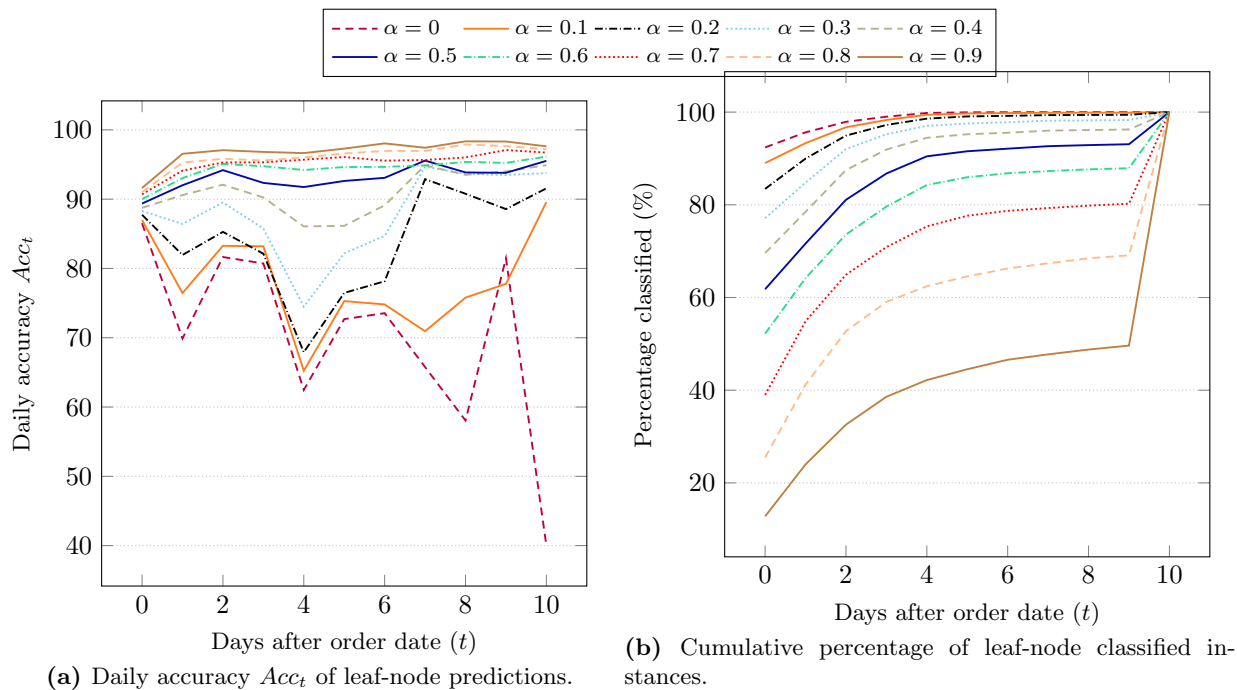 α = 0 α = 0.1 α = 0.2 α = 0.3 α = 0.4
α = 0.5 α = 0.6 α = 0.7 α = 0.8 α = 0.9
Daily accuracy Acc_t
100
90
80
70
60
50
40
0 2 4 6 8 10
Days after order date (t)
(a) Daily accuracy Acc_t of leaf-node predictions.
Percentage classified (%)
100
80
60
40
20
0 2 4 6 8 10
Days after order date (t)
(b) Cumulative percentage of leaf-node classified in-
stances.